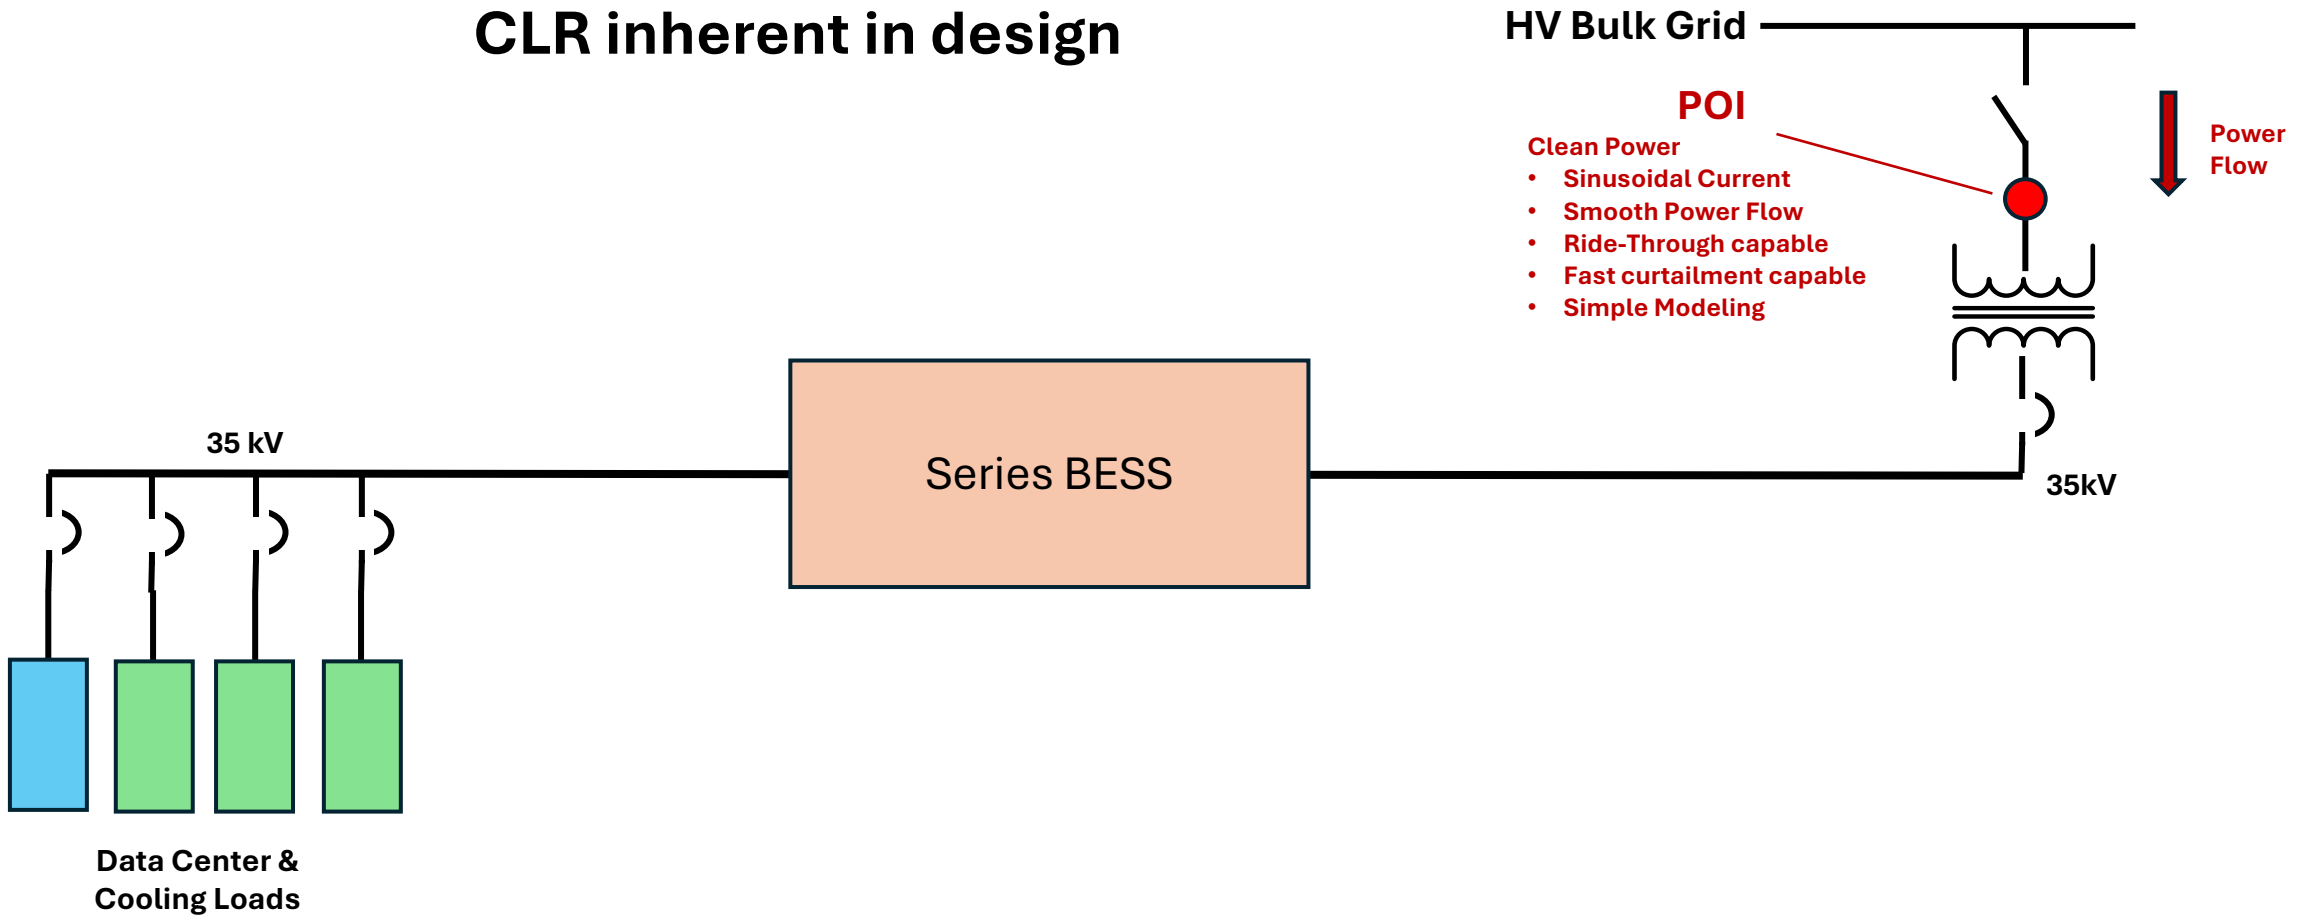 CLR inherent in design
HV Bulk Grid
POI
Clean Power
• Sinusoidal Current
• Smooth Power Flow
• Ride-Through capable
• Fast curtailment capable
• Simple Modeling
Power
Flow
35 kV
Series BESS
35kV
Data Center &
Cooling Loads